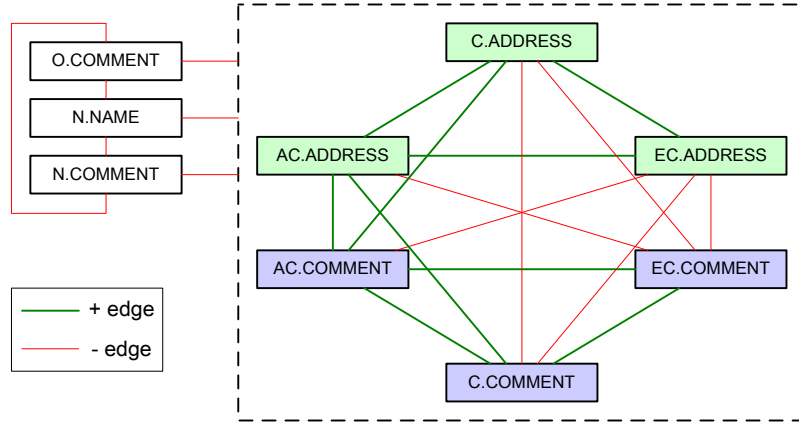 C.ADDRESS
O.COMMENT
N.NAME
AC.ADDRESS
EC.ADDRESS
N.COMMENT
AC.COMMENT
EC.COMMENT
+ edge
- edge
C.COMMENT